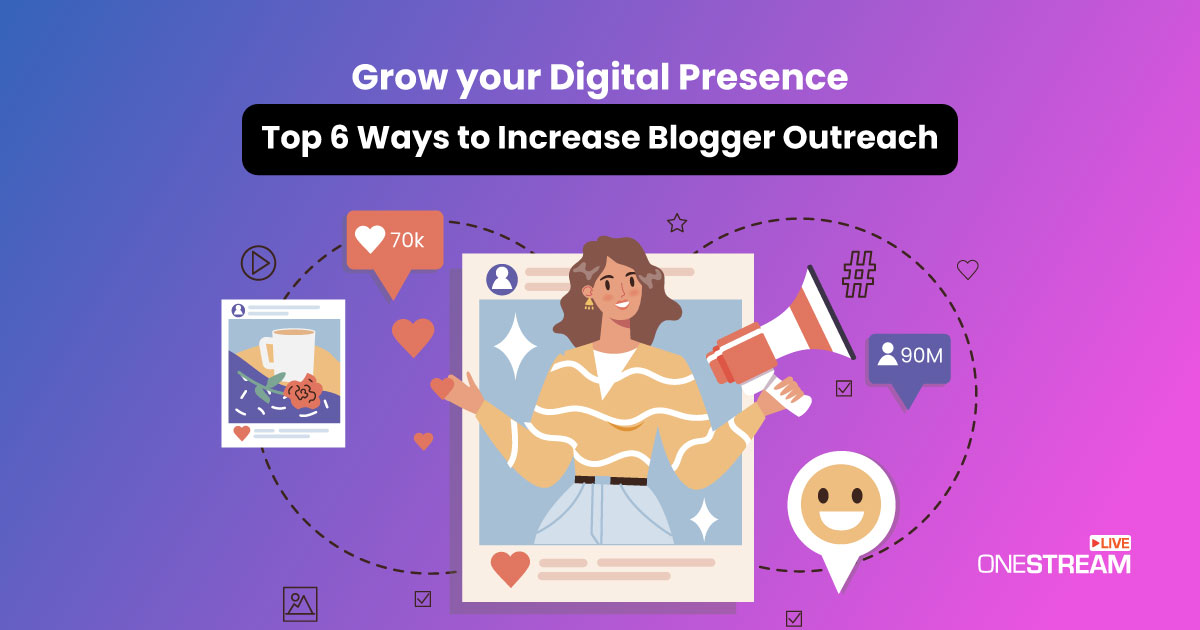 Grow your Digital Presence
Top 6 Ways to Increase Blogger Outreach
70k
90M
LIVE
ONESTREAM